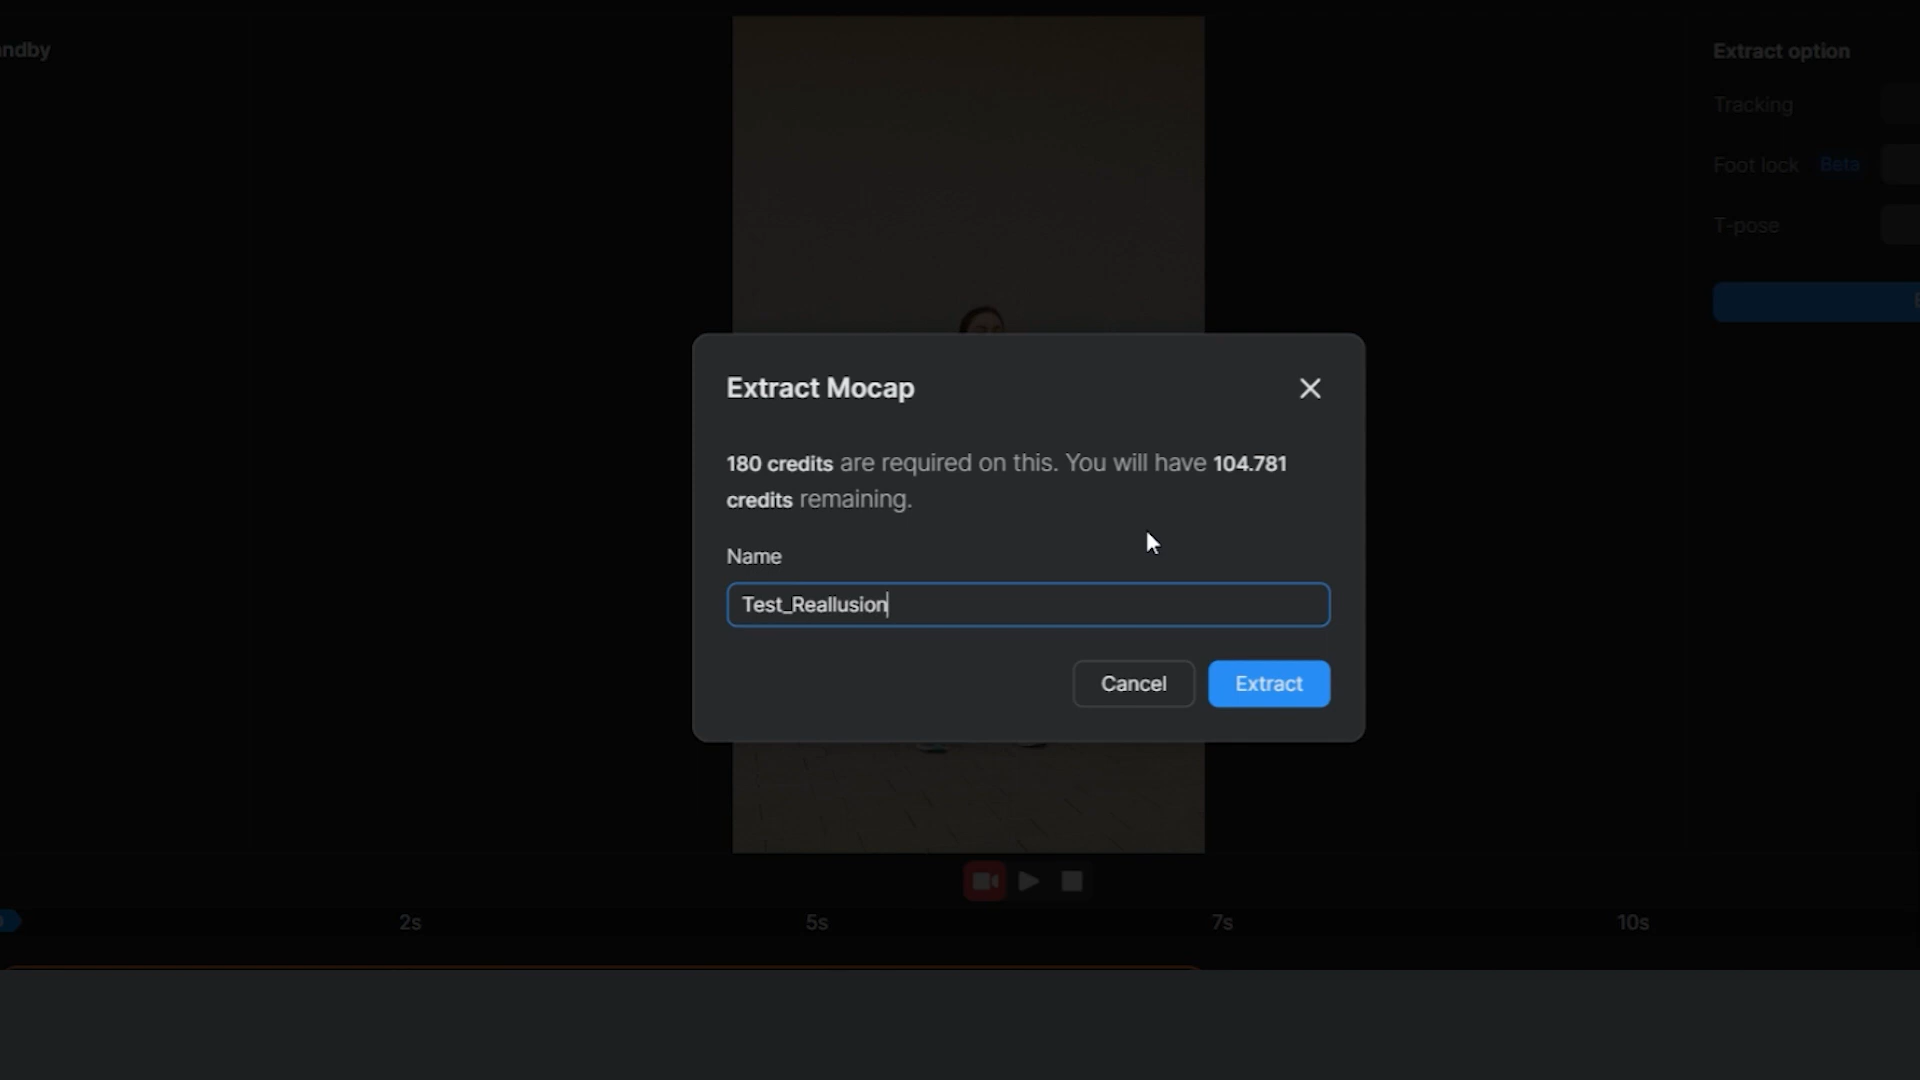 Extract option
Tracking
Foot lock Beta
T-pose
Extract Mocap
180 credits are required on this. You will have 104.781
credits remaining.
Name
Test_Reallusion
Cancel
Extract
2s
5s
7s
10s